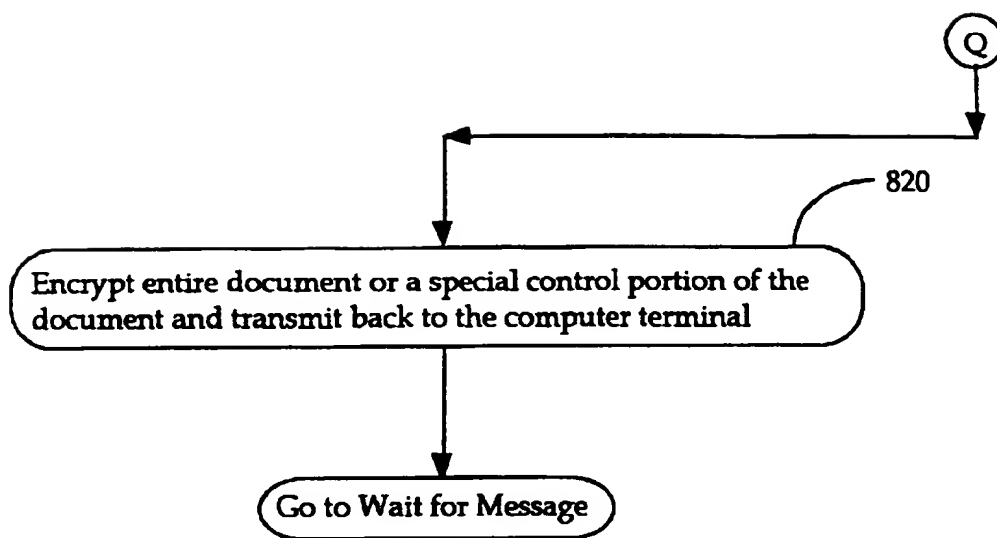 Q
820
Encrypt entire document or a special control portion of the
document and transmit back to the computer terminal
Go to Wait for Message